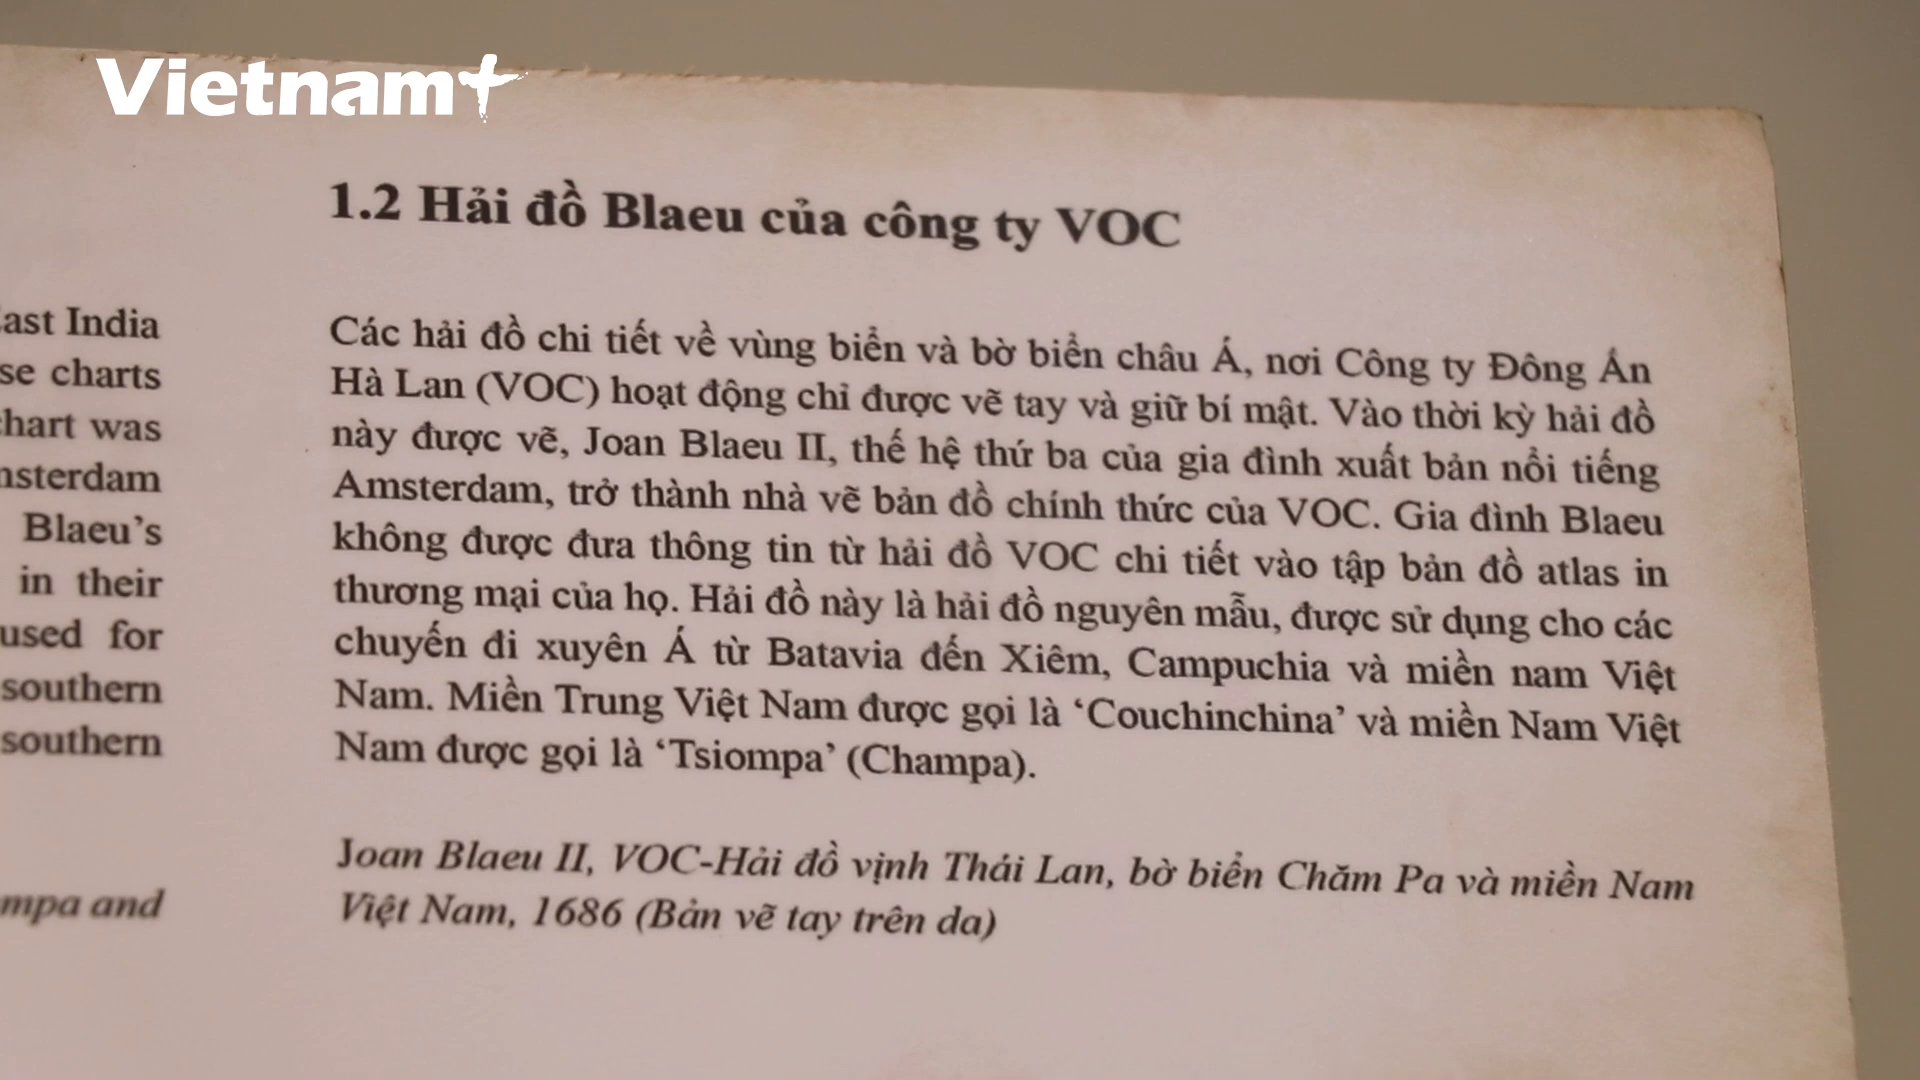 Vietnam+
1.2 Hải đồ Blaeu của công ty VOC
East India
se charts
chart was
msterdam
Blaeu's
in their
used for
southern
southern
mpa and
Các hải đồ chi tiết về vùng biển và bờ biển châu Á, nơi Công ty Đông Ấn
Hà Lan (VOC) hoạt động chỉ được vẽ tay và giữ bí mật. Vào thời kỳ hải đồ
này được vẽ, Joan Blaeu II, thế hệ thứ ba của gia đình xuất bản nổi tiếng
Amsterdam, trở thành nhà vẽ bản đồ chính thức của VOC. Gia đình Blaeu
không được đưa thông tin từ hải đồ VOC chi tiết vào tập bản đồ atlas in
thương mại của họ. Hải đồ này là hải đồ nguyên mẫu, được sử dụng cho các
chuyến đi xuyên Á từ Batavia đến Xiêm, Campuchia và miền nam Việt
Nam. Miền Trung Việt Nam được gọi là ‘Couchinchina’ và miền Nam Việt
Nam được gọi là ‘Tsiompa’ (Champa).
Joan Blaeu II, VOC-Hải đồ vịnh Thái Lan, bờ biển Chăm Pa và miền Nam
Việt Nam, 1686 (Bản vẽ tay trên da)